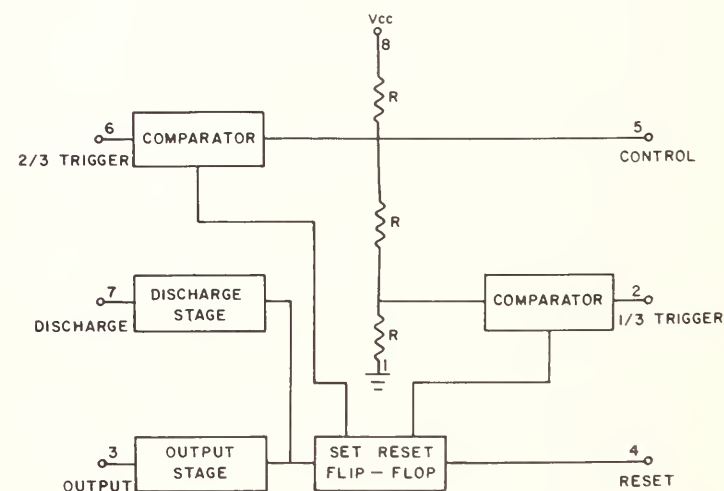 Vcc
8
R
6
COMPARATOR
5
2/3 TRIGGER
CONTROL
R
7
DISCHARGE
STAGE
COMPARATOR
2
DISCHARGE
1/3 TRIGGER
R
1
3
OUTPUT
STAGE
SET RESET
FLIP — FLOP
4
OUTPUT
RESET